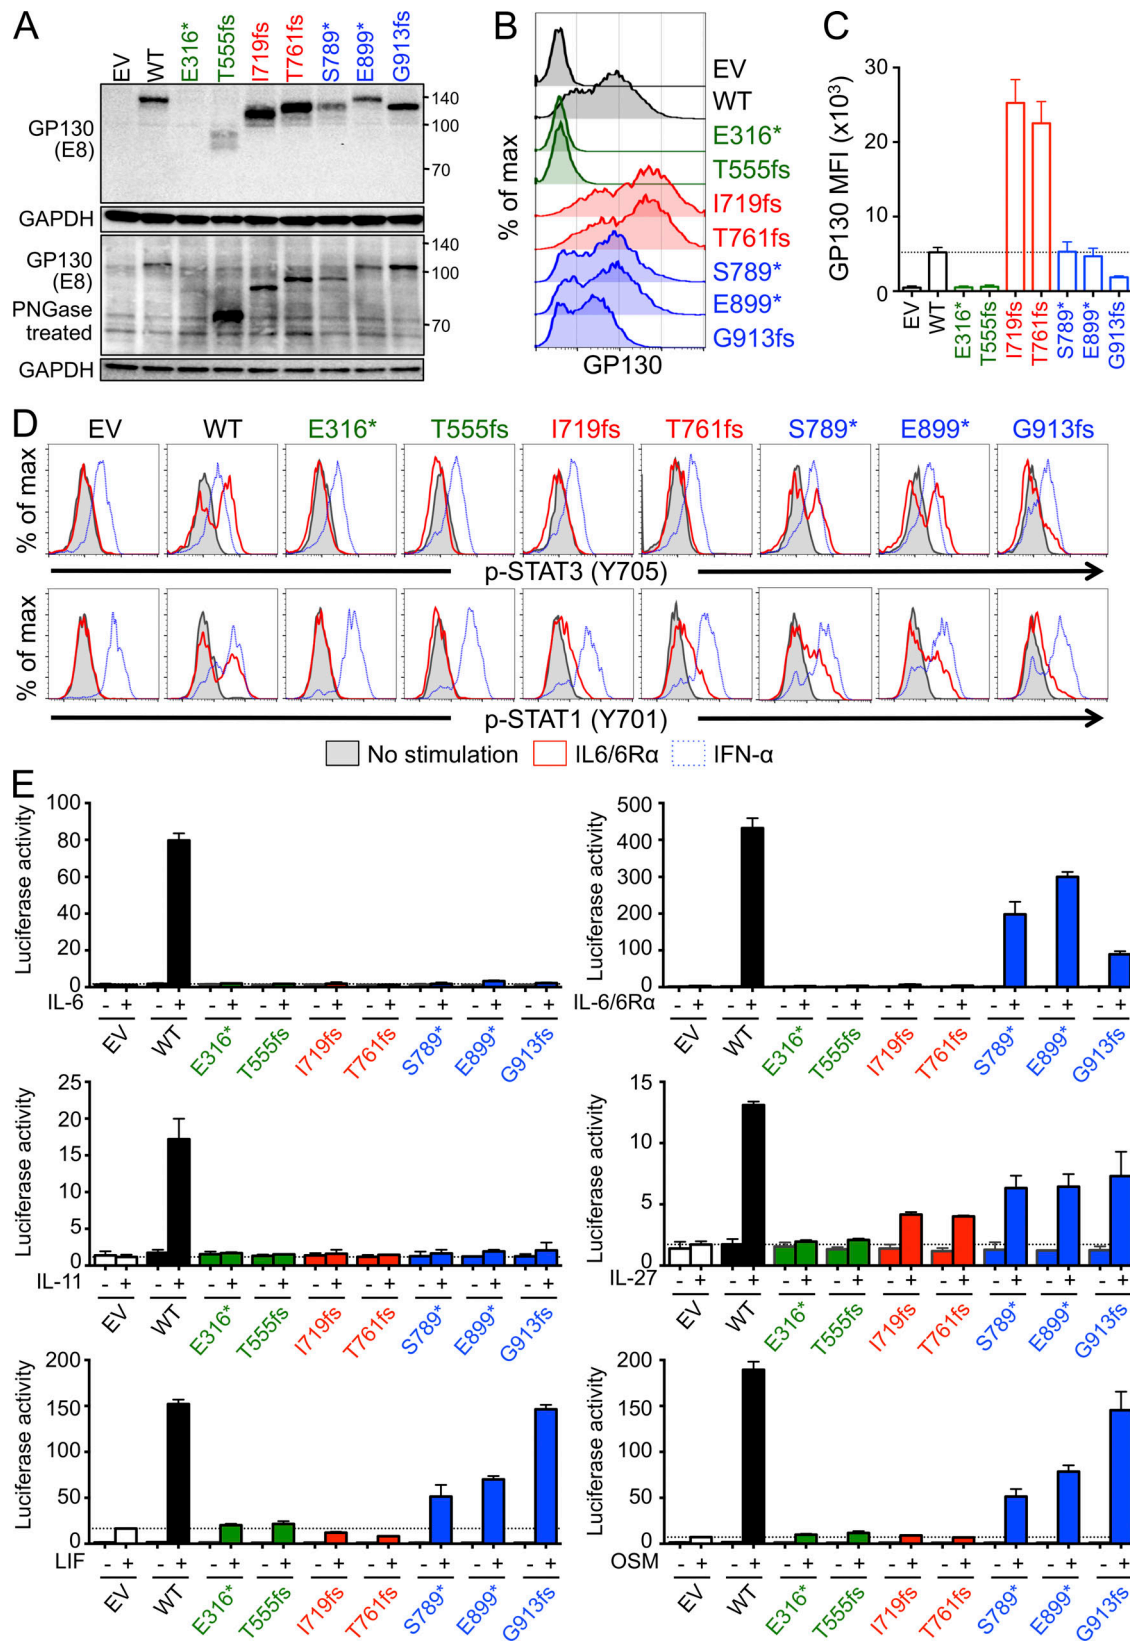 A
EV WT E316* T555fs I719fs T761fs S789* E899* G913fs
GP130
(E8)
140
100
70
GAPDH
GP130
(E8)
PNGase
treated
140
100
70
GAPDH
B
% of max
EV
WT
E316*
T555fs
I719fs
T761fs
S789*
E899*
G913fs
GP130
C
GP130 MFI (x10³)
30
20
10
0
EV WT E316* T555fs I719fs T761fs S789* E899* G913fs
D
EV WT E316* T555fs I719fs T761fs S789* E899* G913fs
% of max
p-STAT3 (Y705)
% of max
p-STAT1 (Y701)
No stimulation IL6/6Rα IFN-α
E
Luciferase activity
100
80
60
40
20
0
IL-6 - + - + - + - + - + - + - + - + - +
EV WT E316* T555fs I719fs T761fs S789* E899* G913fs
Luciferase activity
500
400
300
200
100
0
IL-6/6Rα - + - + - + - + - + - + - + - + - +
EV WT E316* T555fs I719fs T761fs S789* E899* G913fs
Luciferase activity
25
20
15
10
5
0
IL-11 - + - + - + - + - + - + - + - + - +
EV WT E316* T555fs I719fs T761fs S789* E899* G913fs
Luciferase activity
15
10
5
0
IL-27 - + - + - + - + - + - + - + - + - +
EV WT E316* T555fs I719fs T761fs S789* E899* G913fs
Luciferase activity
200
150
100
50
0
LIF - + - + - + - + - + - + - + - + - +
EV WT E316* T555fs I719fs T761fs S789* E899* G913fs
Luciferase activity
200
150
100
50
0
OSM - + - + - + - + - + - + - + - + - +
EV WT E316* T555fs I719fs T761fs S789* E899* G913fs